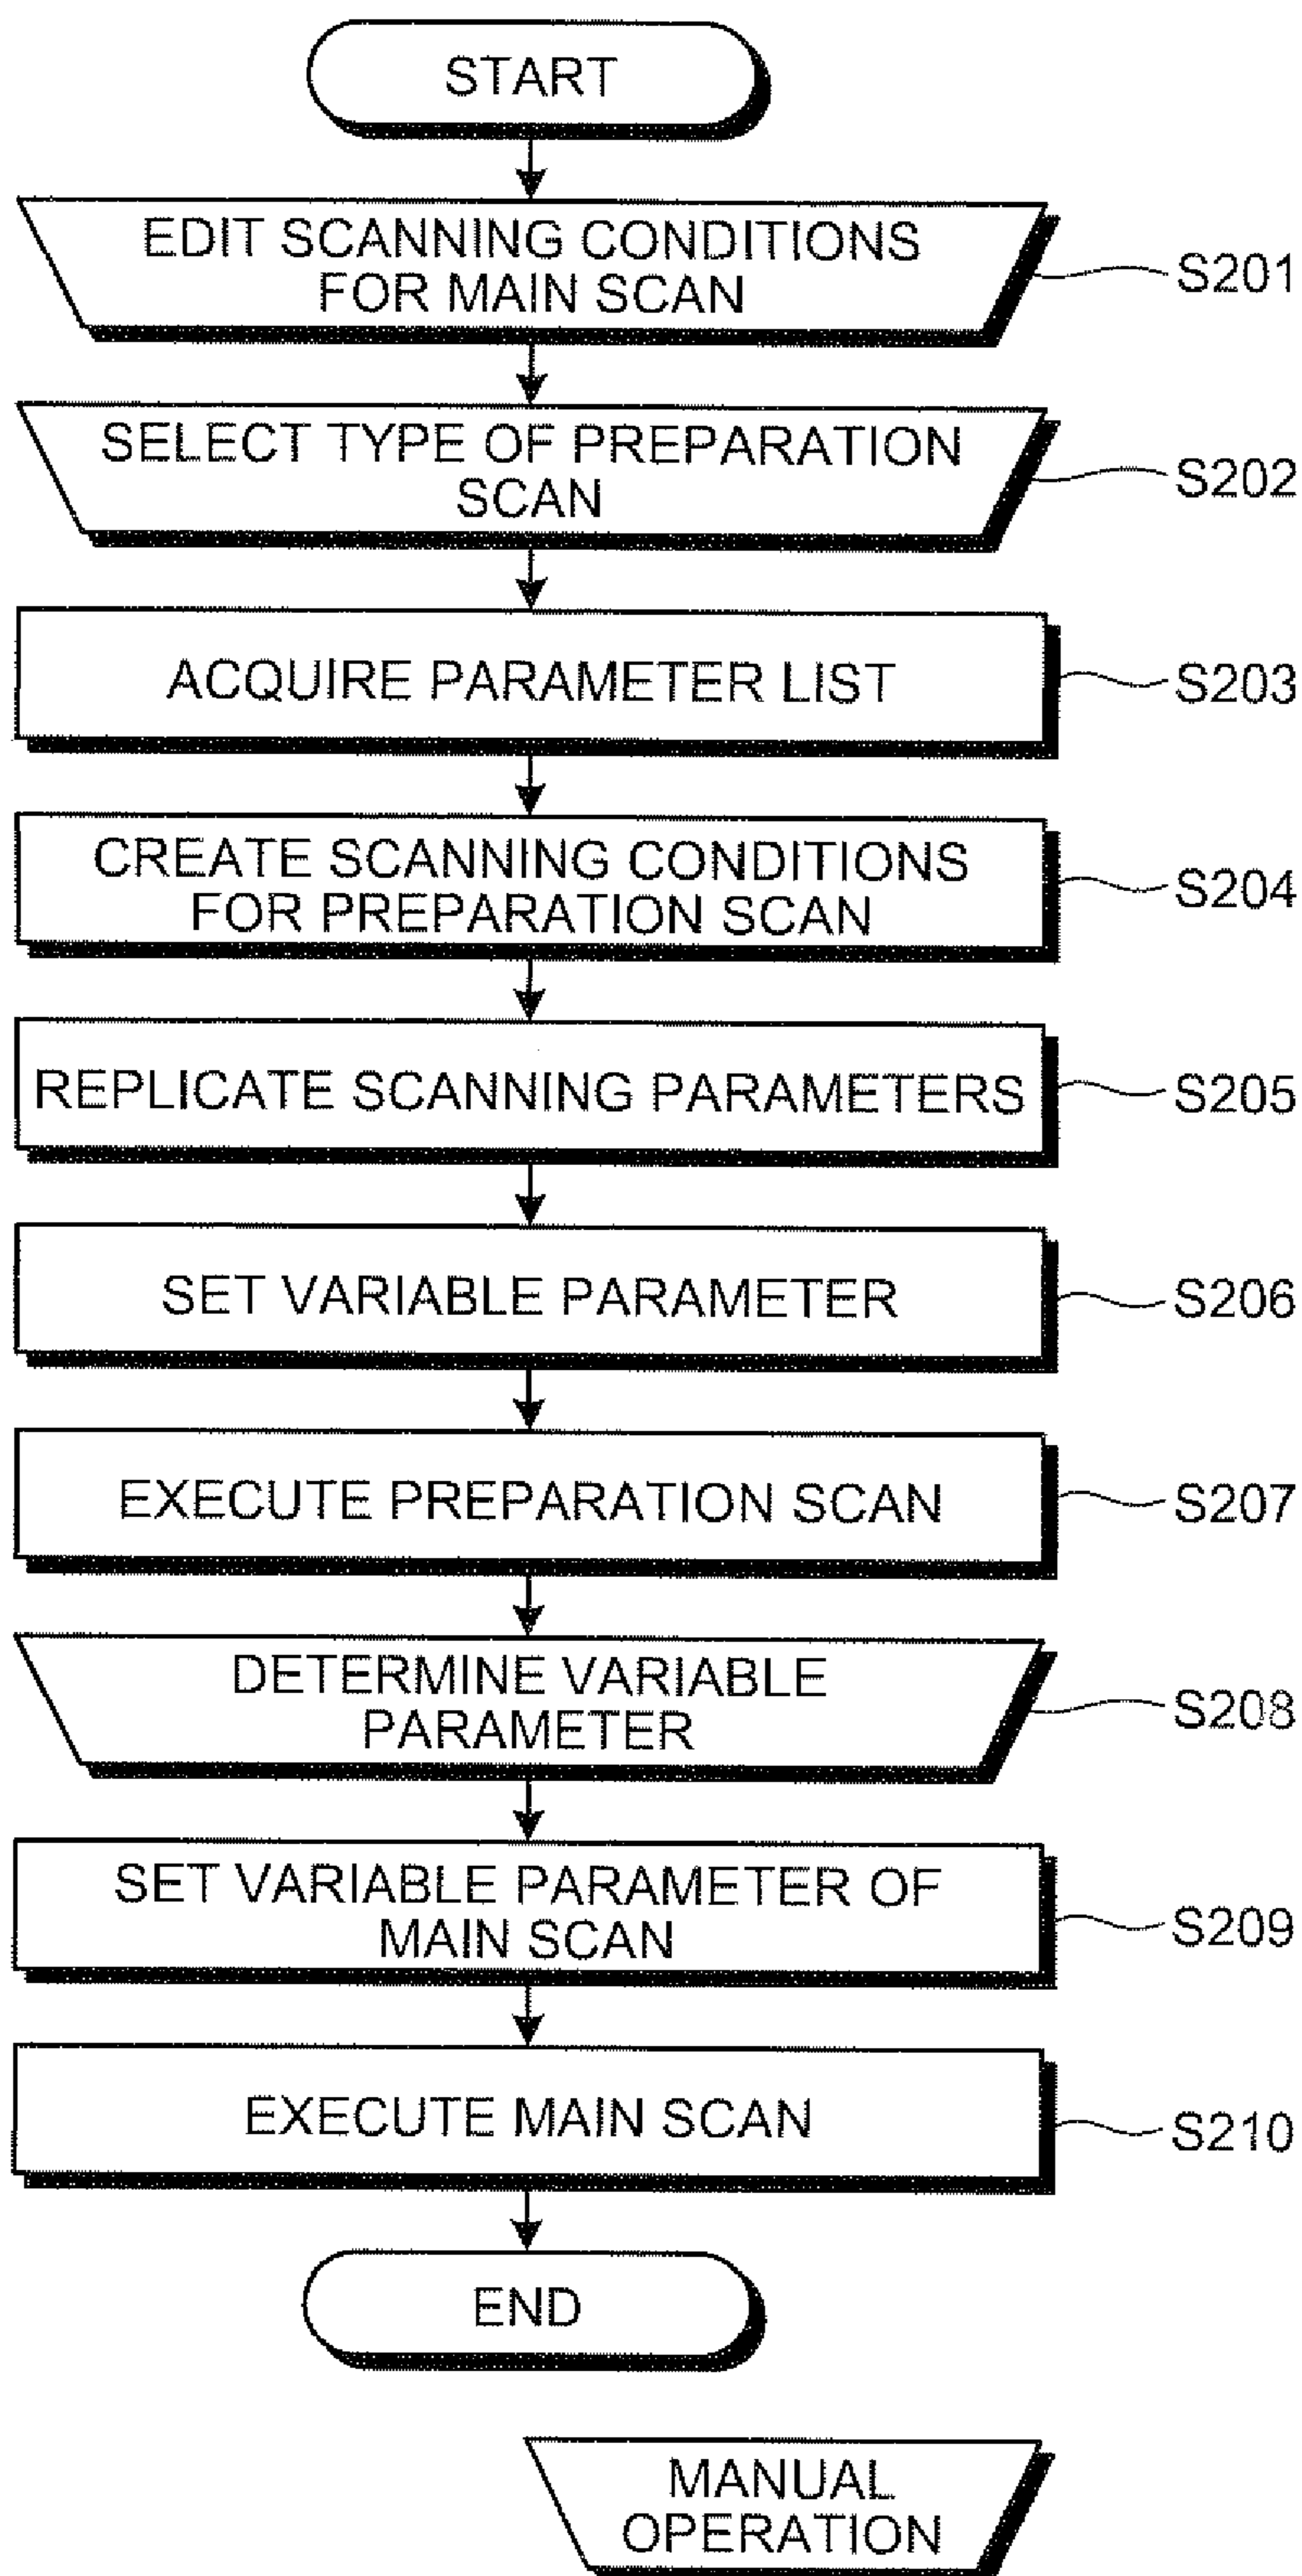 START
EDIT SCANNING CONDITIONS
FOR MAIN SCAN
S201
SELECT TYPE OF PREPARATION
SCAN
S202
ACQUIRE PARAMETER LIST
S203
CREATE SCANNING CONDITIONS
FOR PREPARATION SCAN
S204
REPLICATE SCANNING PARAMETERS
S205
SET VARIABLE PARAMETER
S206
EXECUTE PREPARATION SCAN
S207
DETERMINE VARIABLE
PARAMETER
S208
SET VARIABLE PARAMETER OF
MAIN SCAN
S209
EXECUTE MAIN SCAN
S210
END
MANUAL
OPERATION